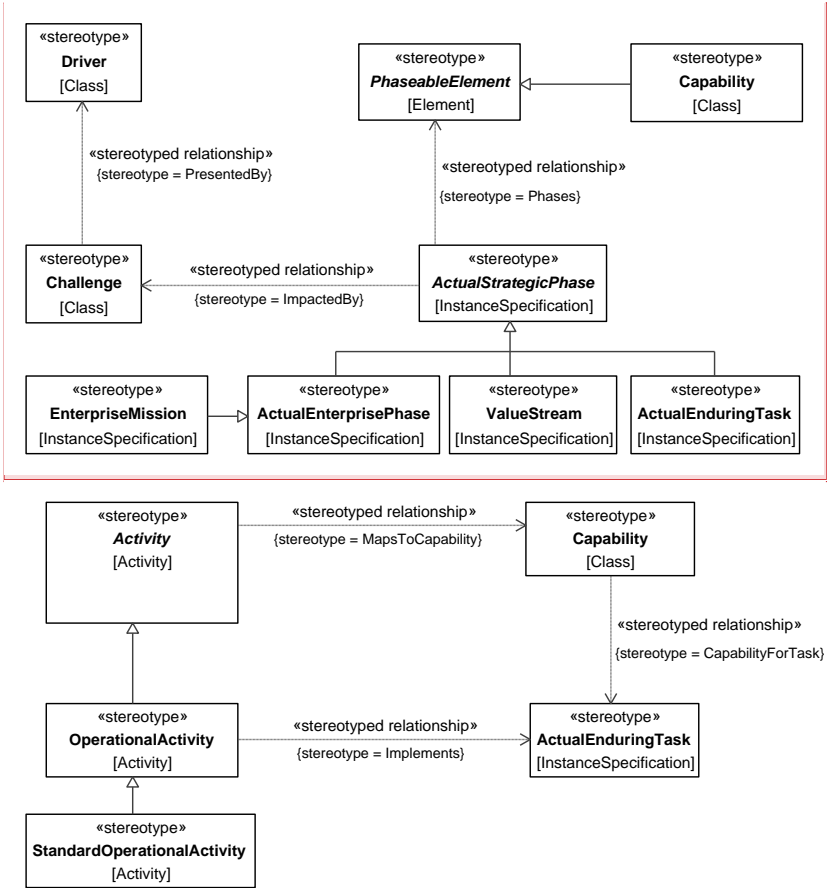 «stereotype»
Driver
[Class]
«stereotype»
PhaseableElement
[Element]
«stereotype»
Capability
[Class]
«stereotyped relationship»
{stereotype = PresentedBy}
«stereotyped relationship»
{stereotype = Phases}
«stereotype»
Challenge
[Class]
«stereotyped relationship»
{stereotype = ImpactedBy}
«stereotype»
ActualStrategicPhase
[InstanceSpecification]
«stereotype»
EnterpriseMission
[InstanceSpecification]
«stereotype»
ActualEnterprisePhase
[InstanceSpecification]
«stereotype»
ValueStream
[InstanceSpecification]
«stereotype»
ActualEnduringTask
[InstanceSpecification]
«stereotype»
Activity
[Activity]
«stereotyped relationship»
{stereotype = MapsToCapability}
«stereotype»
Capability
[Class]
«stereotyped relationship»
{stereotype = CapabilityForTask}
«stereotype»
OperationalActivity
[Activity]
«stereotyped relationship»
{stereotype = Implements}
«stereotype»
ActualEnduringTask
[InstanceSpecification]
«stereotype»
StandardOperationalActivity
[Activity]